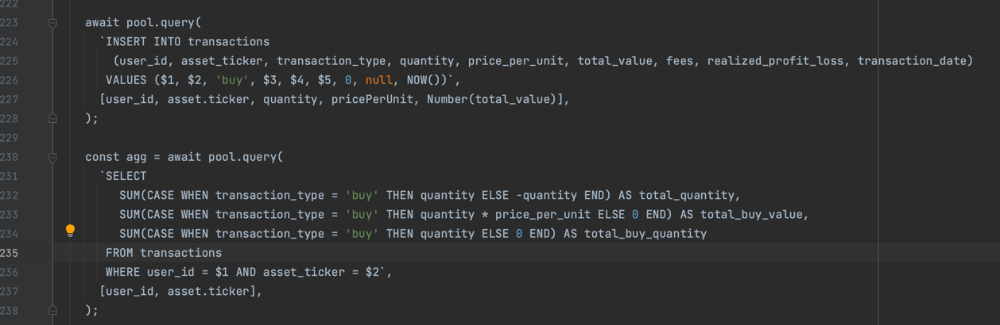 222
223 await pool.query(
224 `INSERT INTO transactions
225 (user_id, asset_ticker, transaction_type, quantity, price_per_unit, total_value, fees, realized_profit_loss, transaction_date)
226 VALUES ($1, $2, 'buy', $3, $4, $5, 0, null, NOW())`,
227 [user_id, asset.ticker, quantity, pricePerUnit, Number(total_value)],
228 );
229
230 const agg = await pool.query(
231 `SELECT
232 SUM(CASE WHEN transaction_type = 'buy' THEN quantity ELSE -quantity END) AS total_quantity,
233 SUM(CASE WHEN transaction_type = 'buy' THEN quantity * price_per_unit ELSE 0 END) AS total_buy_value,
234 SUM(CASE WHEN transaction_type = 'buy' THEN quantity ELSE 0 END) AS total_buy_quantity
235 FROM transactions
236 WHERE user_id = $1 AND asset_ticker = $2`,
237 [user_id, asset.ticker],
238 );